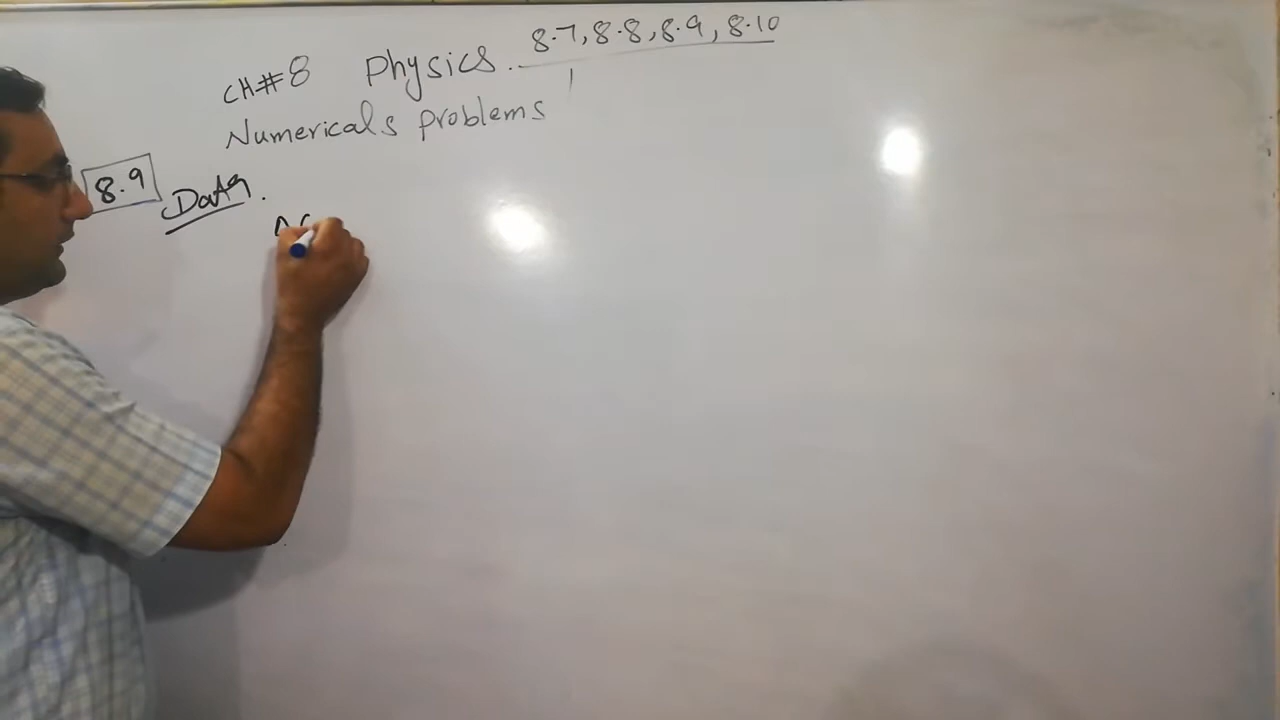 8.7, 8.8, 8.9, 8.10
CH#8 Physics..
Numericals problems
8.9 Data.